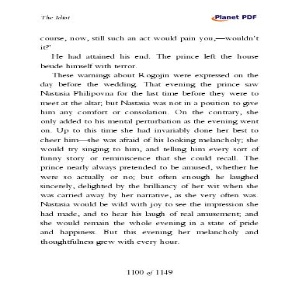 The Idiot
Planet PDF
course, now, still such an act would pain you,—wouldn't
it?'
He had attained his end. The prince left the house
beside himself with terror.
These warnings about Rogojin were expressed on the
day before the wedding. That evening the prince saw
Nastasia Philipovna for the last time before they were to
meet at the altar; but Nastasia was not in a position to give
him any comfort or consolation. On the contrary, she
only added to his mental perturbation as the evening went
on. Up to this time she had invariably done her best to
cheer him—she was afraid of his looking melancholy; she
would try singing to him, and telling him every sort of
funny story or reminiscence that she could recall. The
prince nearly always pretended to be amused, whether he
were so actually or no; but often enough he laughed
sincerely, delighted by the brilliancy of her wit when she
was carried away by her narrative, as she very often was.
Nastasia would be wild with joy to see the impression she
had made, and to hear his laugh of real amusement; and
she would remain the whole evening in a state of pride
and happiness. But this evening her melancholy and
thoughtfulness grew with every hour.
1100 of 1149